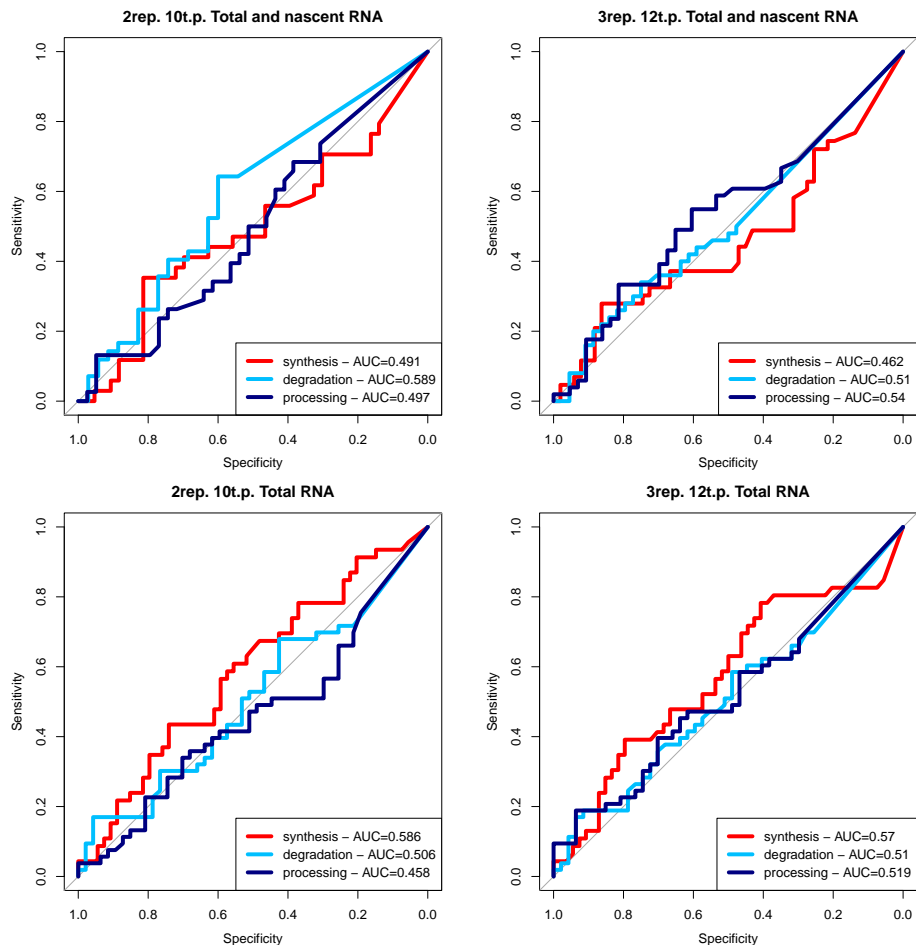 2rep. 10t.p. Total and nascent RNA
Sensitivity
1.0
0.8
0.6
0.4
0.2
0.0
synthesis – AUC=0.491
degradation – AUC=0.589
processing – AUC=0.497
1.0 0.8 0.6 0.4 0.2 0.0
Specificity
3rep. 12t.p. Total and nascent RNA
Sensitivity
1.0
0.8
0.6
0.4
0.2
0.0
synthesis – AUC=0.462
degradation – AUC=0.51
processing – AUC=0.54
1.0 0.8 0.6 0.4 0.2 0.0
Specificity
2rep. 10t.p. Total RNA
Sensitivity
1.0
0.8
0.6
0.4
0.2
0.0
synthesis – AUC=0.586
degradation – AUC=0.506
processing – AUC=0.458
1.0 0.8 0.6 0.4 0.2 0.0
Specificity
3rep. 12t.p. Total RNA
Sensitivity
1.0
0.8
0.6
0.4
0.2
0.0
synthesis – AUC=0.57
degradation – AUC=0.51
processing – AUC=0.519
1.0 0.8 0.6 0.4 0.2 0.0
Specificity